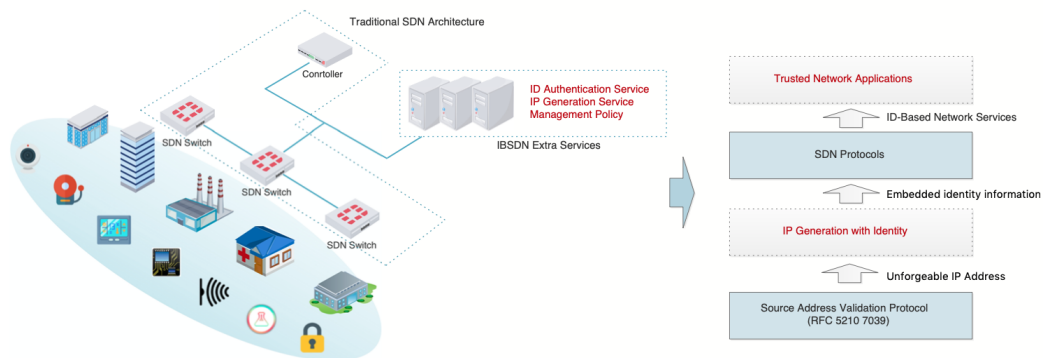 Traditional SDN Architecture
Conrtoller
ID Authentication Service
IP Generation Service
Management Policy
IBSDN Extra Services
SDN Switch
SDN Switch
SDN Switch
Trusted Network Applications
ID-Based Network Services
SDN Protocols
Embedded identity information
IP Generation with Identity
Unforgeable IP Address
Source Address Validation Protocol
(RFC 5210 7039)